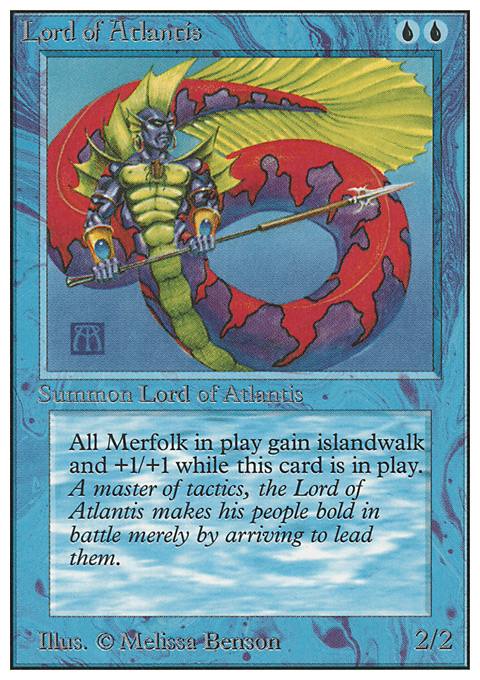 Lord of Atlantis
Summon Lord of Atlantis
All Merfolk in play gain islandwalk
and +1/+1 while this card is in play.
A master of tactics, the Lord of
Atlantis makes his people bold in
battle merely by arriving to lead
them.
Illus. © Melissa Benson
2/2